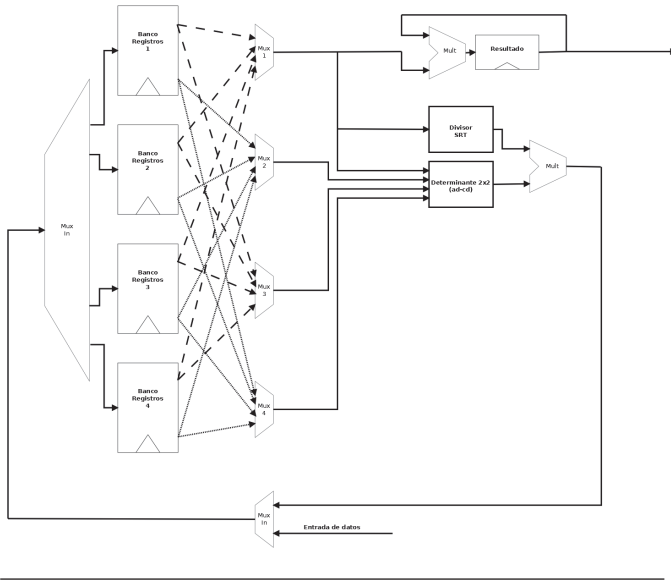 Banco
Registros
1
Mux
1
Mult
Resultado
Divisor
SRT
Banco
Registros
2
Mux
2
Mult
Determinante 2x2
(ad-cd)
Mux
In
Banco
Registros
3
Mux
3
Banco
Registros
4
Mux
4
Mux
in
Entrada de datos